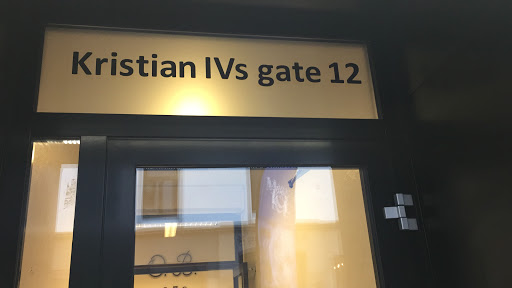 Kristian IVs gate 12